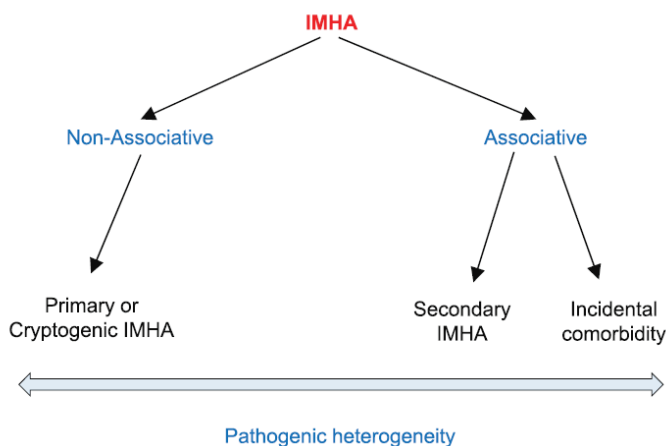 IMHA
Non-Associative
Associative
Primary or
Cryptogenic IMHA
Secondary
IMHA
Incidental
comorbidity
Pathogenic heterogeneity